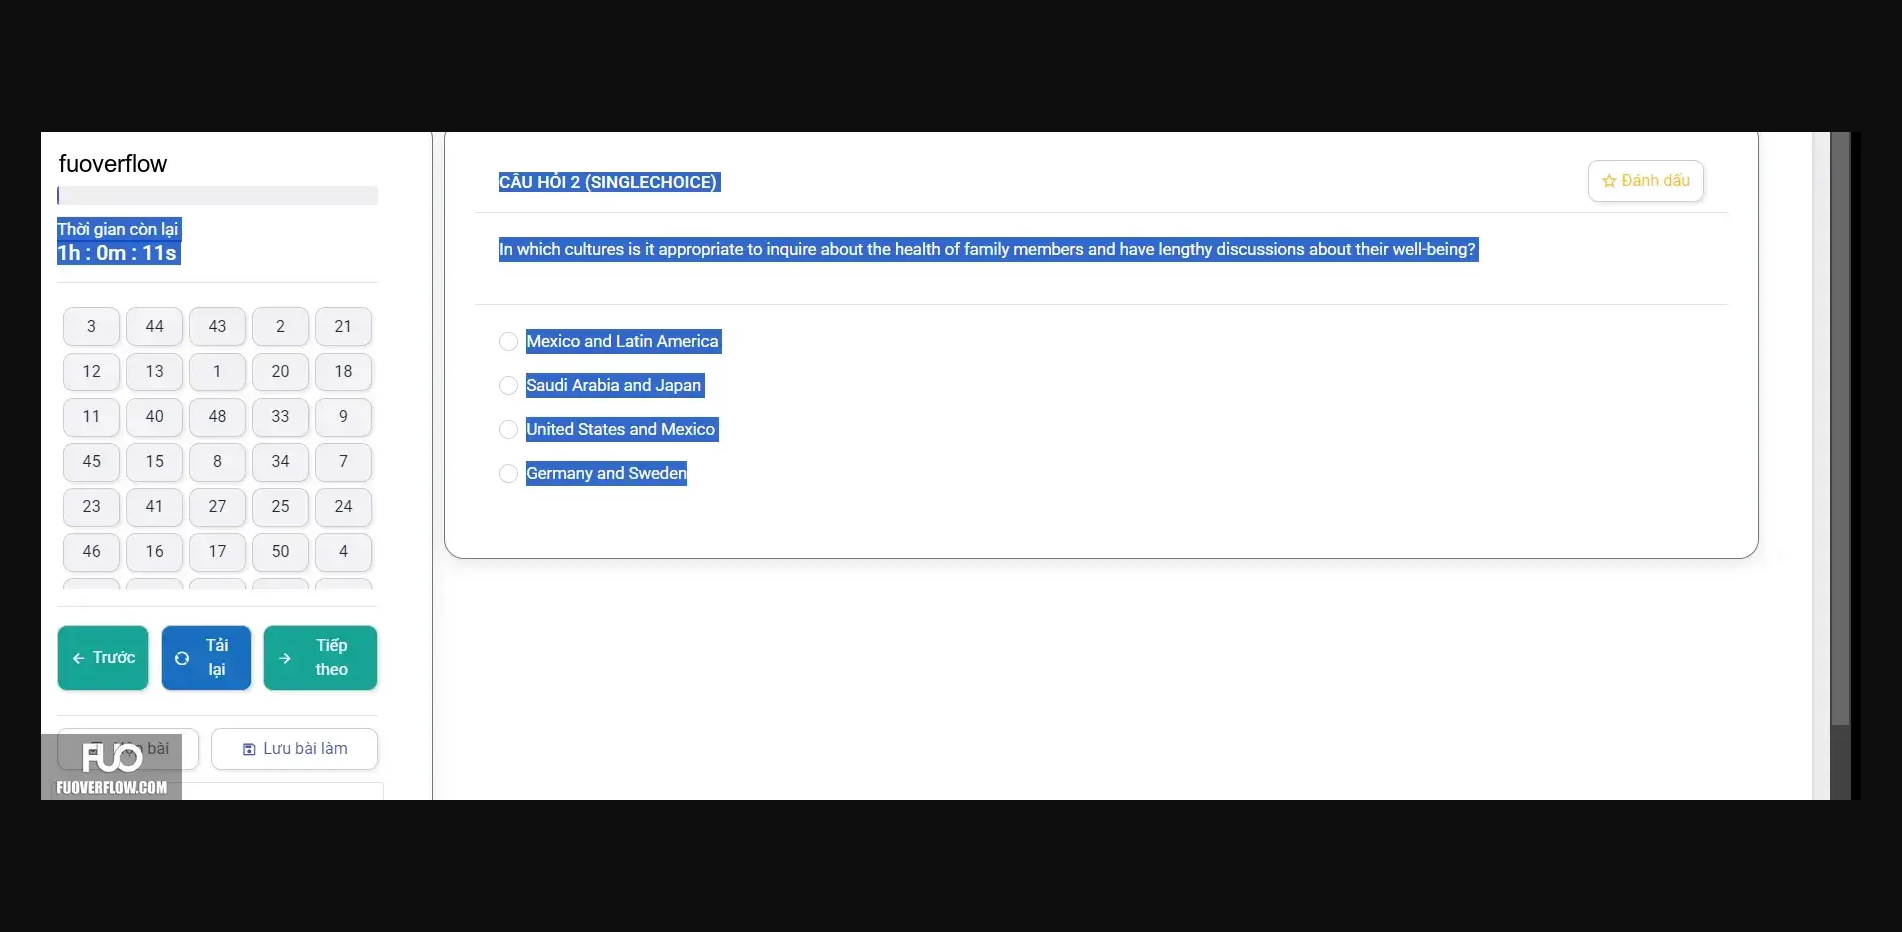 fuoverflow
Thời gian còn lại
1h : 0m : 11s
3 44 43 2 21
12 13 1 20 18
11 40 48 33 9
45 15 8 34 7
23 41 27 25 24
46 16 17 50 4
Trước
Tải lại
Tiếp theo
bài
Lưu bài làm
FUO
FUOVERFLOW.COM
CÂU HỎI 2 (SINGLECHOICE)
Đánh dấu
In which cultures is it appropriate to inquire about the health of family members and have lengthy discussions about their well-being?
Mexico and Latin America
Saudi Arabia and Japan
United States and Mexico
Germany and Sweden